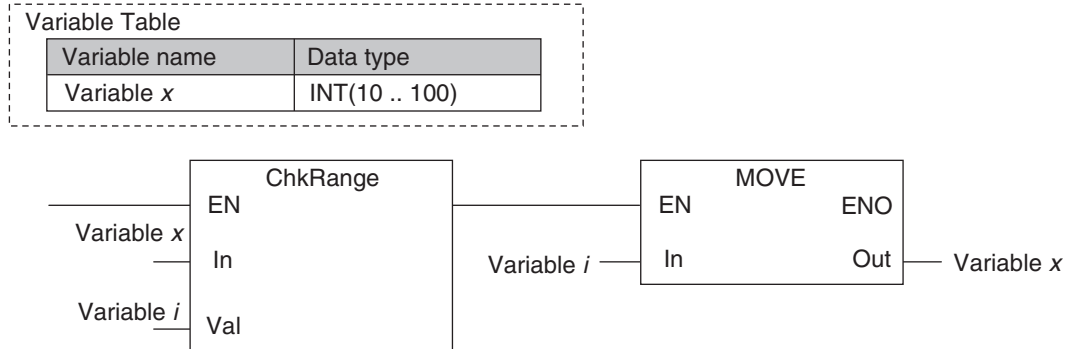 Variable Table
Variable name Data type
Variable x INT(10 .. 100)
ChkRange MOVE
EN EN ENO
Variable x
In Variable i In Out Variable x
Variable i
Val